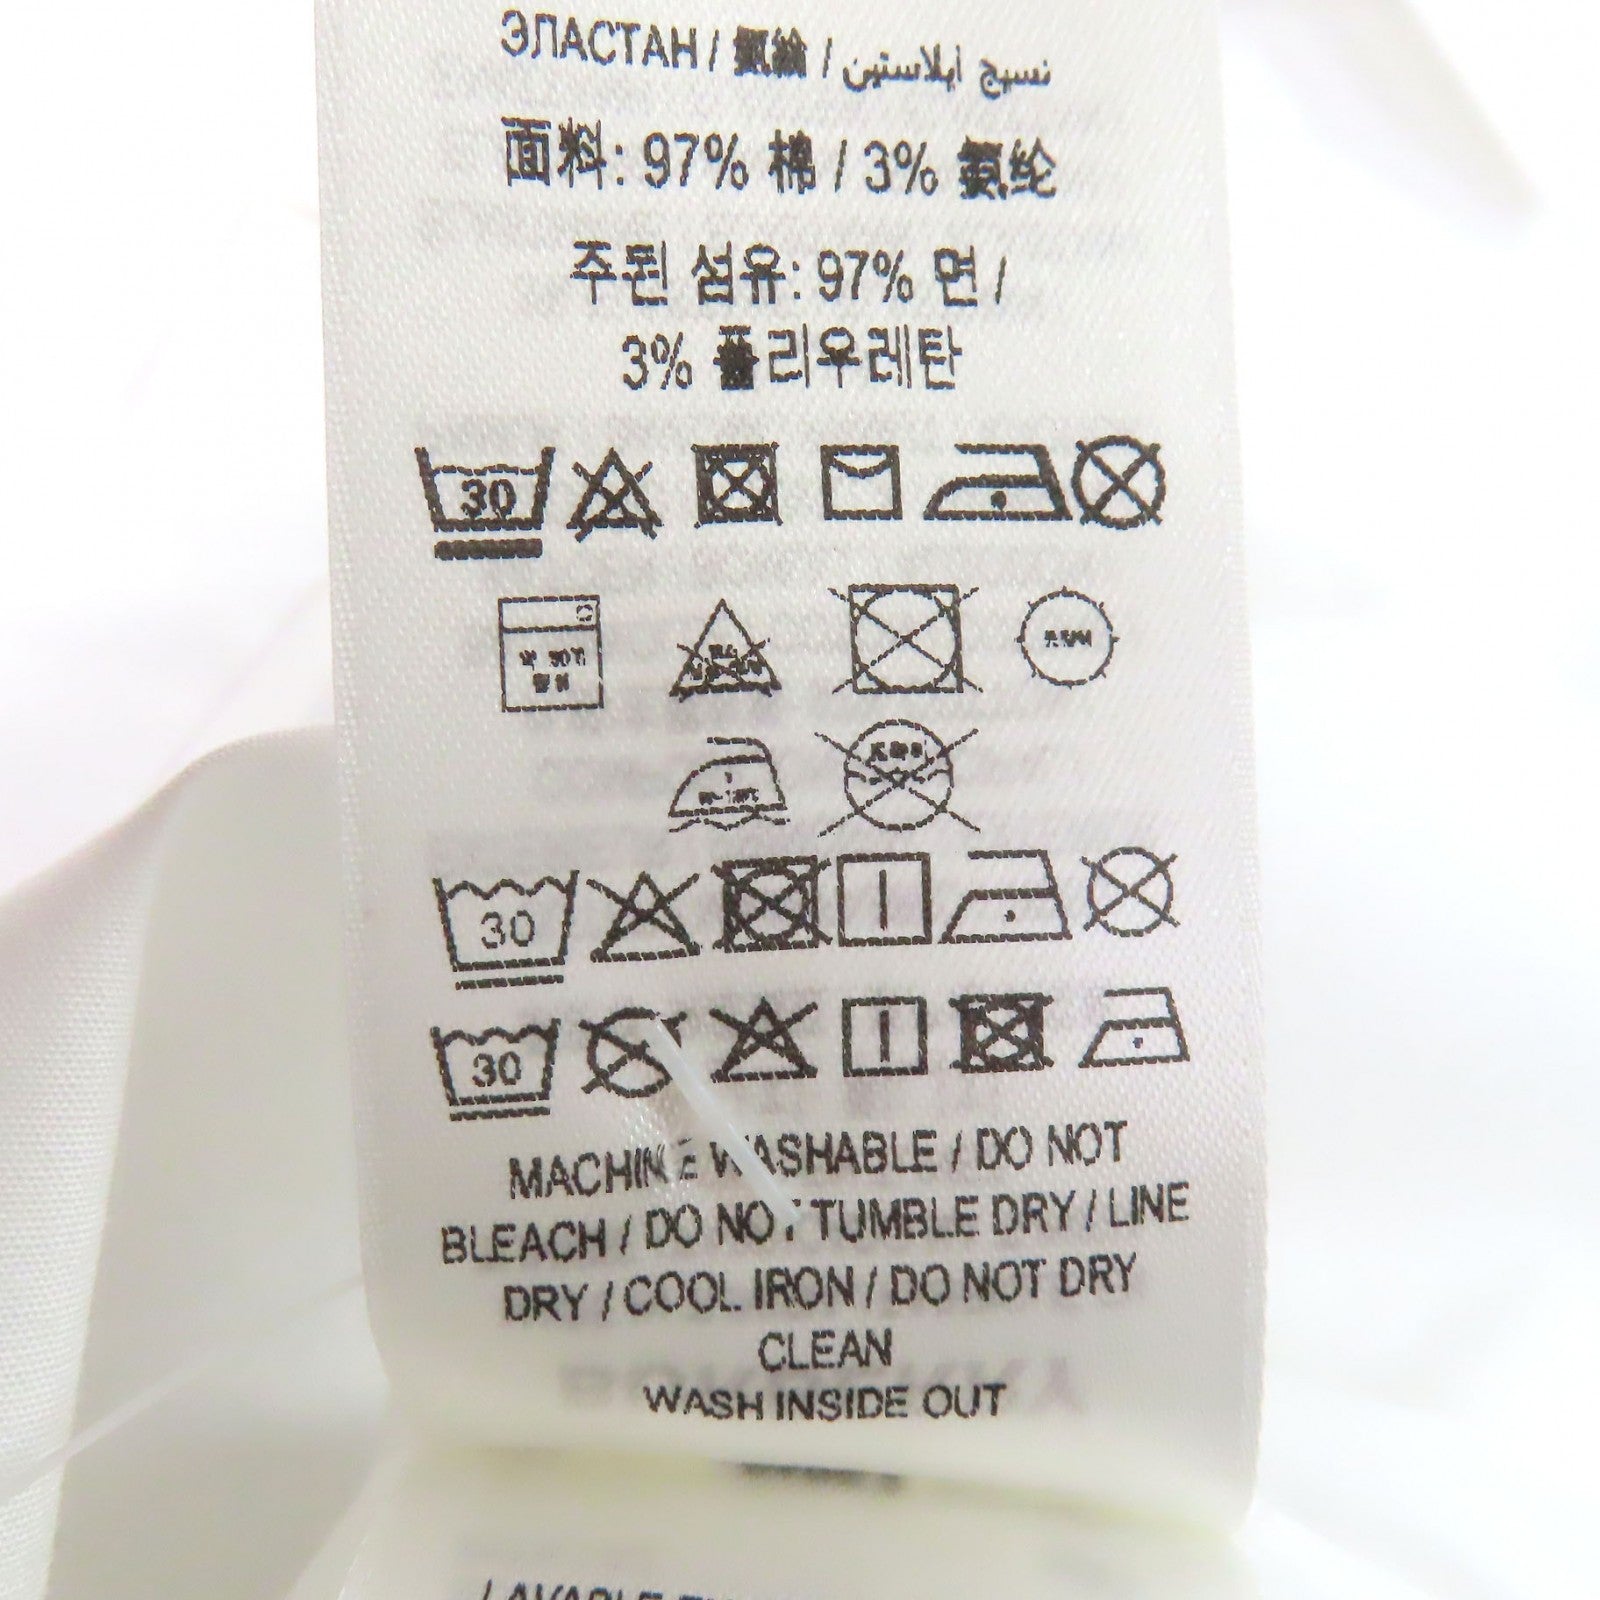 ЭЛАСТАН / 氨綸 / نسيج ايلاستين
面料: 97% 棉 / 3% 氨纶
주된 섬유: 97% 면 /
3% 폴리우레탄
30
30
30
MACHINE WASHABLE / DO NOT
BLEACH / DO NOT TUMBLE DRY / LINE
DRY / COOL IRON / DO NOT DRY
CLEAN
WASH INSIDE OUT